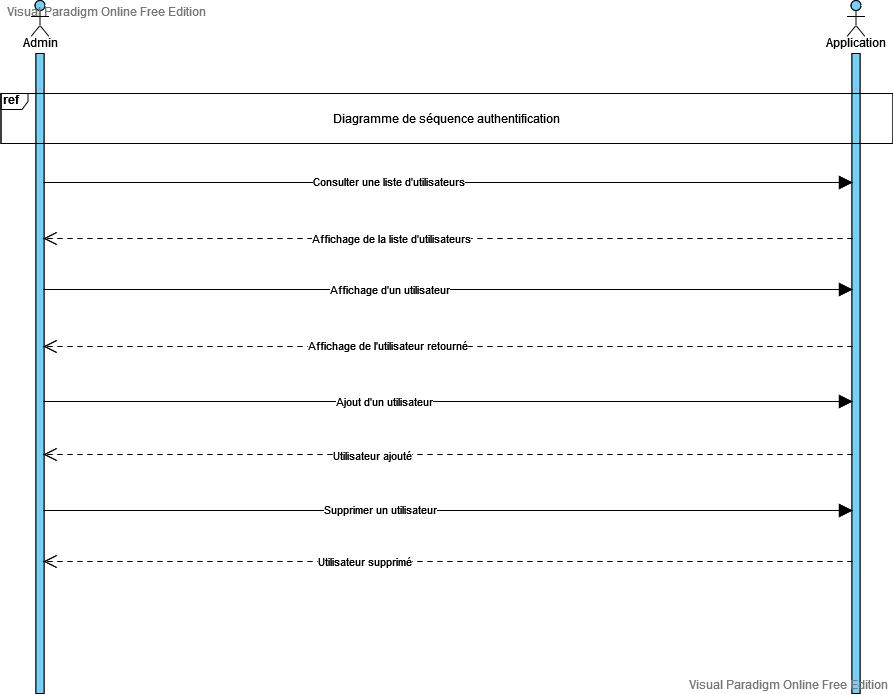 Visual Paradigm Online Free Edition
Admin
Application
ref
Diagramme de séquence authentification
Consulter une liste d'utilisateurs
Affichage de la liste d'utilisateurs
Affichage d'un utilisateur
Affichage de l'utilisateur retourné
Ajout d'un utilisateur
Utilisateur ajouté
Supprimer un utilisateur
Utilisateur supprimé
Visual Paradigm Online Free Edition